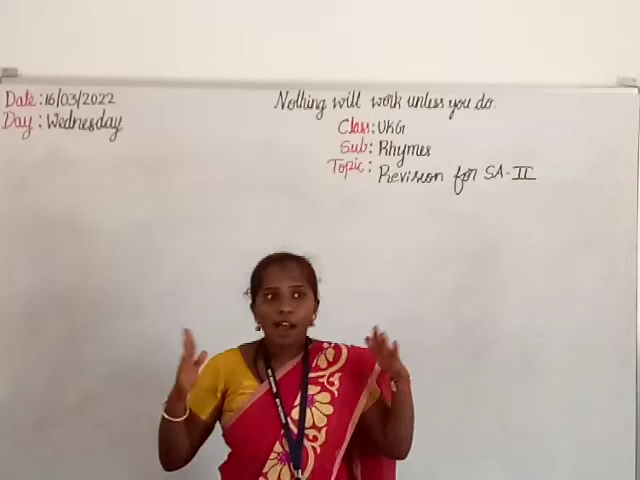 Date: 16/03/2022
Day: Wednesday
Nothing will work unless you do.
Class: UKG
Sub: Rhymes
Topic: Revision for SA-II